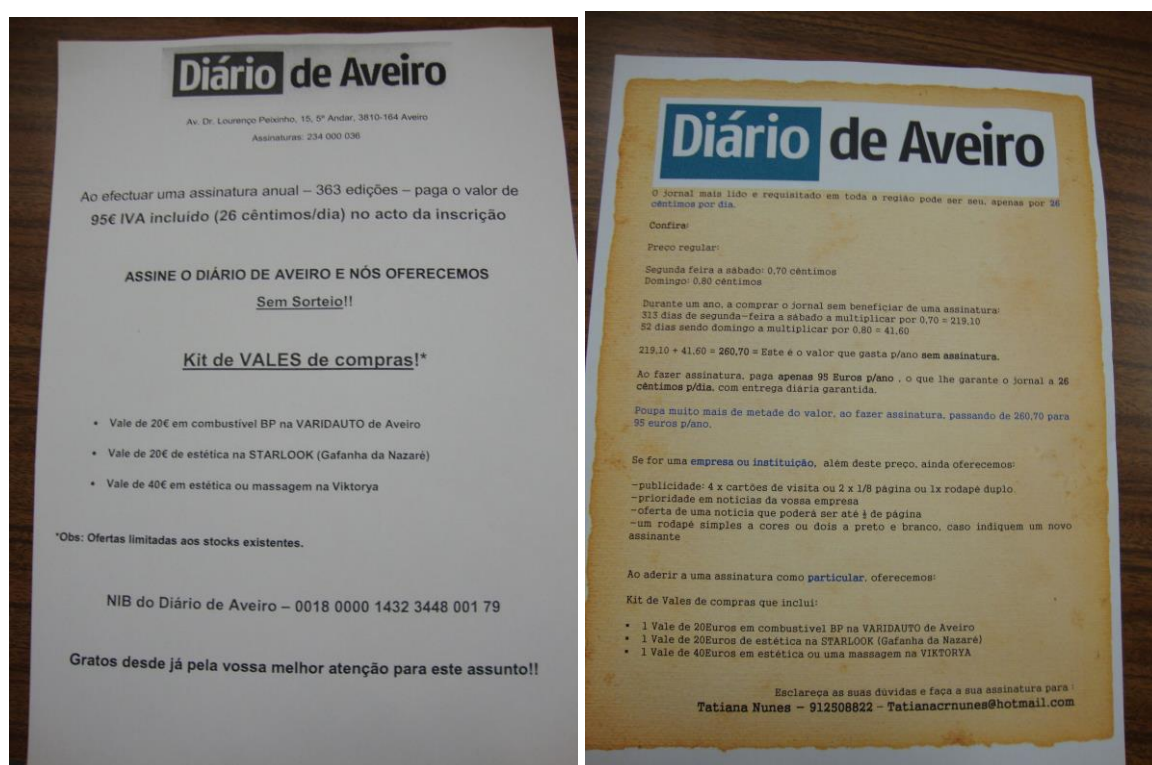 Diário de Aveiro
Av. Dr. Lourenço Peixinho, 15, 5º Andar, 3810-164 Aveiro
Assinaturas: 234 000 036
Ao efectuar uma assinatura anual – 363 edições – paga o valor de
95€ IVA incluído (26 cêntimos/dia) no acto da inscrição
ASSINE O DIÁRIO DE AVEIRO E NÓS OFERECEMOS
Sem Sorteio!!
Kit de VALES de compras!*
• Vale de 20€ em combustível BP na VARIDAUTO de Aveiro
• Vale de 20€ de estética na STARLOOK (Gafanha da Nazaré)
• Vale de 40€ em estética ou massagem na Viktorya
*Obs: Ofertas limitadas aos stocks existentes.
NIB do Diário de Aveiro – 0018 0000 1432 3448 001 79
Gratos desde já pela vossa melhor atenção para este assunto!!
Diário de Aveiro
O jornal mais lido e requisitado em toda a região pode ser seu, apenas por 26
cêntimos por dia.
Confira:
Preço regular:
Segunda feira a sábado: 0,70 cêntimos
Domingo: 0,80 cêntimos
Durante um ano, a comprar o jornal sem beneficiar de uma assinatura:
313 dias de segunda-feira a sábado a multiplicar por 0,70 = 219,10
52 dias sendo domingo a multiplicar por 0,80 = 41,60
219,10 + 41,60 = 260,70 = Este é o valor que gasta p/ano sem assinatura.
Ao fazer assinatura, paga apenas 95 Euros p/ano , o que lhe garante o jornal a 26
cêntimos p/dia, com entrega diária garantida.
Poupa muito mais de metade do valor, ao fazer assinatura, passando de 260,70 para
95 euros p/ano.
Se for uma empresa ou instituição, além deste preço, ainda oferecemos:
-publicidade: 4 x cartões de visita ou 2 x 1/8 página ou 1x rodapé duplo.
-prioridade em notícias da vossa empresa
-oferta de uma notícia que poderá ser até ½ de página
-um rodapé simples a cores ou dois a preto e branco, caso indiquem um novo
assinante
Ao aderir a uma assinatura como particular, oferecemos:
Kit de Vales de compras que inclui:
• 1 Vale de 20Euros em combustível BP na VARIDAUTO de Aveiro
• 1 Vale de 20Euros de estética na STARLOOK (Gafanha da Nazaré)
• 1 Vale de 40Euros em estética ou uma massagem na VIKTORYA
Esclareça as suas dúvidas e faça a sua assinatura para :
Tatiana Nunes – 912508822 – Tatianacrnunes@hotmail.com